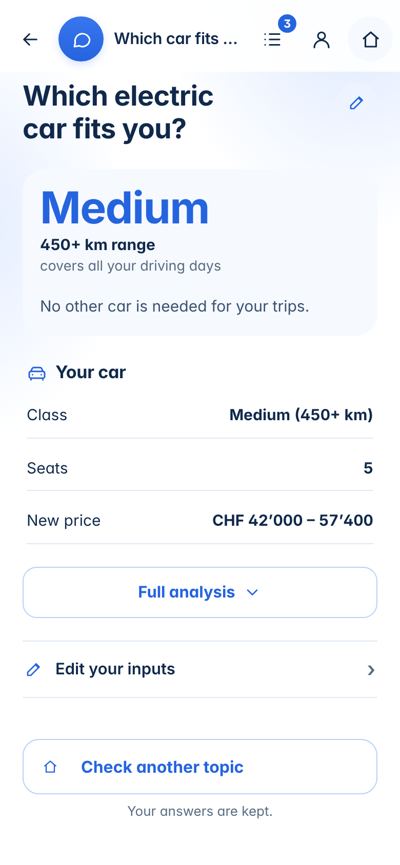 Which car fits ...
3
Which electric
car fits you?
Medium
450+ km range
covers all your driving days
No other car is needed for your trips.
Your car
Class Medium (450+ km)
Seats 5
New price CHF 42’000 – 57’400
Full analysis
Edit your inputs
Check another topic
Your answers are kept.